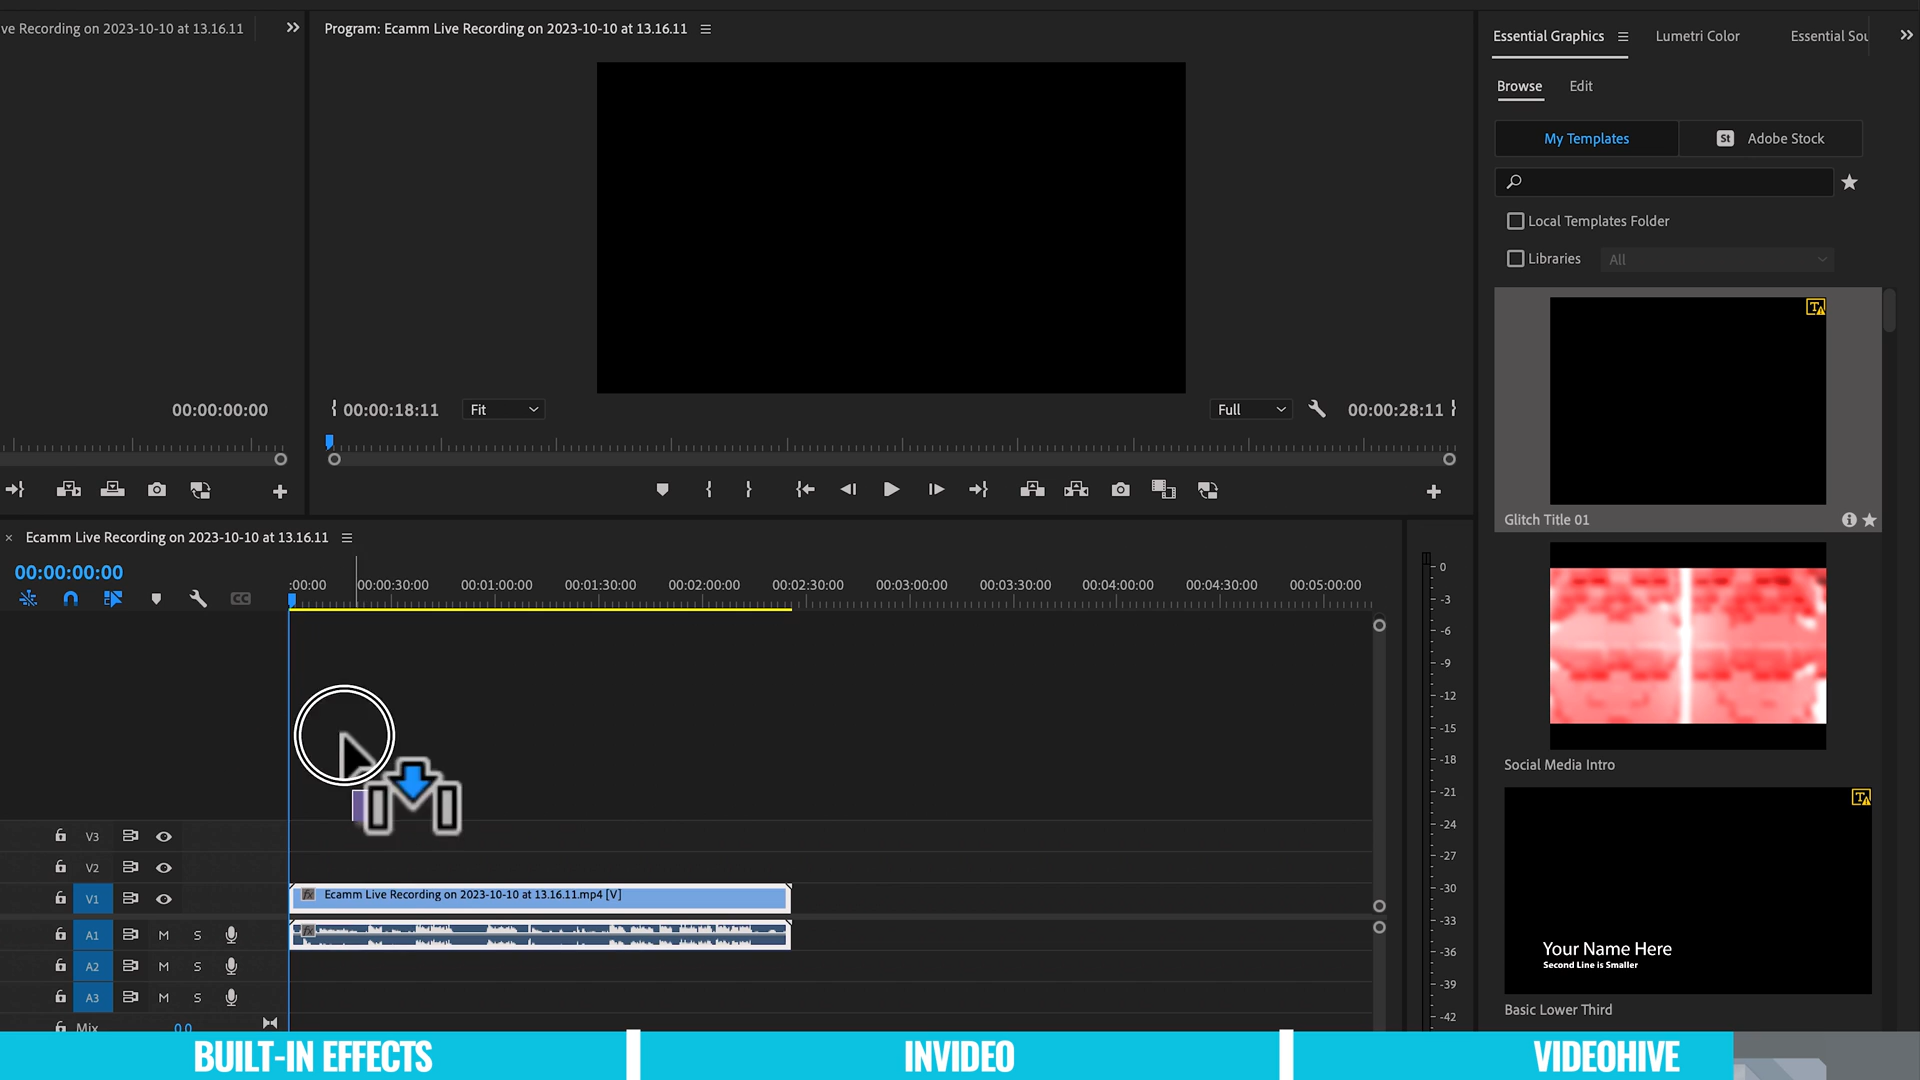 ve Recording on 2023-10-10 at 13.16.11
Program: Ecamm Live Recording on 2023-10-10 at 13.16.11
Essential Graphics
Lumetri Color
Essential Sou
Browse
Edit
My Templates
St
Adobe Stock
Local Templates Folder
Libraries
All
Glitch Title 01
Social Media Intro
Your Name Here
Second Line is Smaller
Basic Lower Third
00:00:00:00
00:00:18:11
Fit
Full
00:00:28:11
Ecamm Live Recording on 2023-10-10 at 13.16.11
00:00:00:00
:00:00
00:00:30:00
00:01:00:00
00:01:30:00
00:02:00:00
00:02:30:00
00:03:00:00
00:03:30:00
00:04:00:00
00:04:30:00
00:05:00:00
V3
V2
V1
fx
Ecamm Live Recording on 2023-10-10 at 13.16.11.mp4 [V]
A1
M
S
fx
A2
M
S
A3
M
S
Mix
0.0
0
-3
-6
-9
-12
-15
-18
-21
-24
-27
-30
-33
-36
-39
-42
BUILT-IN EFFECTS
INVIDEO
VIDEOHIVE